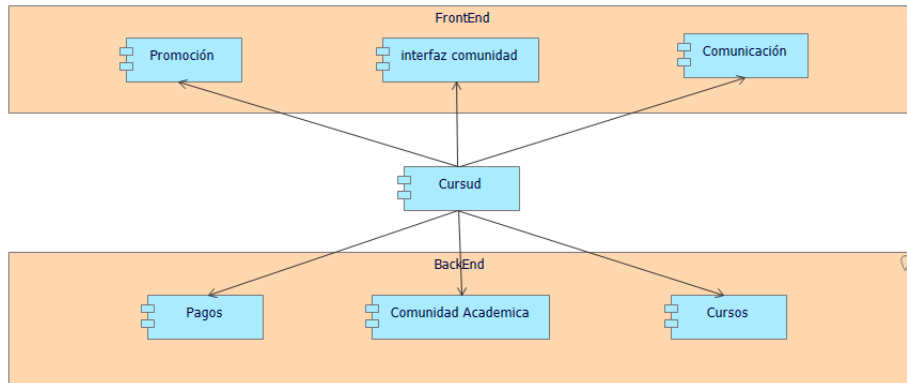 FrontEnd
Promoción
interfaz comunidad
Comunicación
Cursud
BackEnd
Pagos
Comunidad Academica
Cursos